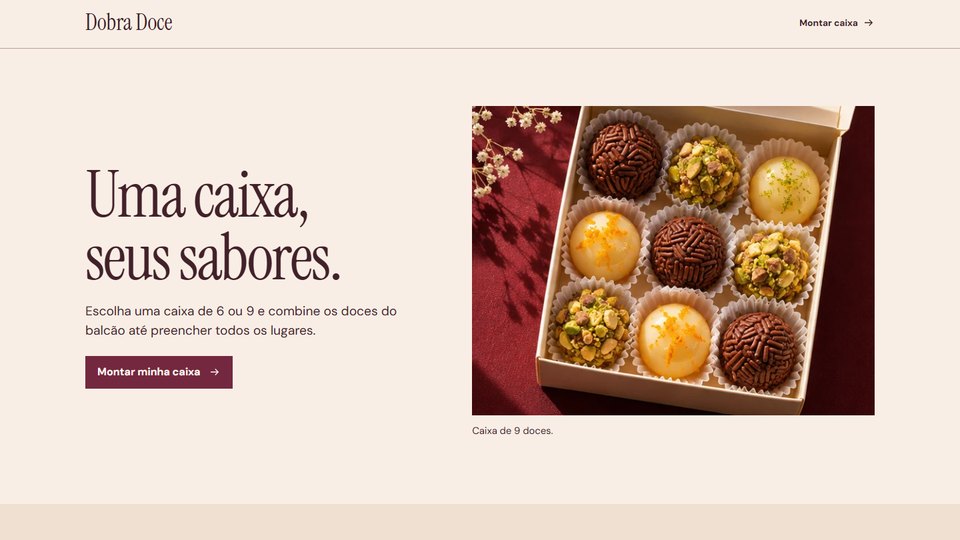 Dobra Doce
Montar caixa
Uma caixa,
seus sabores.
Escolha uma caixa de 6 ou 9 e combine os doces do
balcão até preencher todos os lugares.
Montar minha caixa
Caixa de 9 doces.